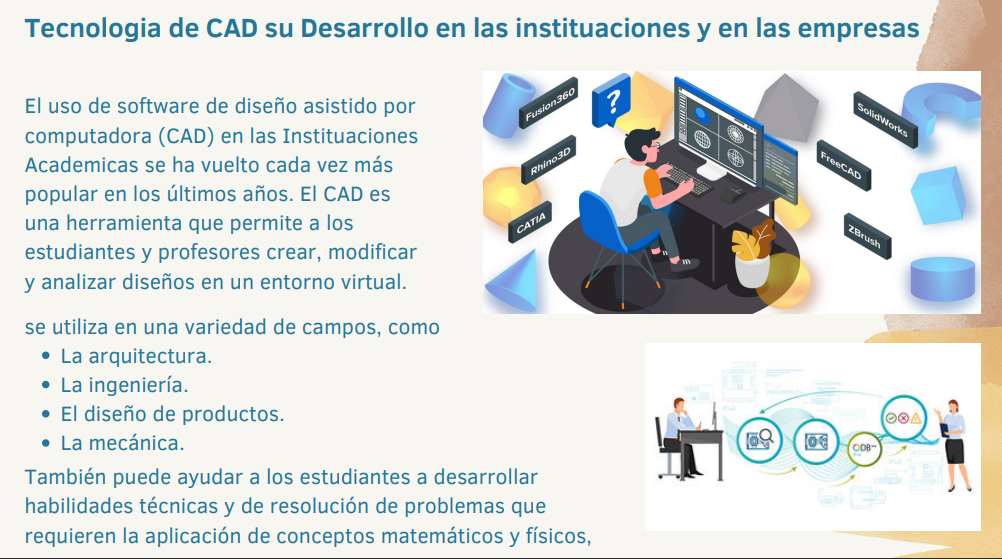 Tecnologia de CAD su Desarrollo en las instituaciones y en las empresas
El uso de software de diseño asistido por
computadora (CAD) en las Instituaciones
Academicas se ha vuelto cada vez más
popular en los últimos años. El CAD es
una herramienta que permite a los
estudiantes y profesores crear, modificar
y analizar diseños en un entorno virtual.
se utiliza en una variedad de campos, como
• La arquitectura.
• La ingeniería.
• El diseño de productos.
• La mecánica.
También puede ayudar a los estudiantes a desarrollar
habilidades técnicas y de resolución de problemas que
requieren la aplicación de conceptos matemáticos y físicos,
Fusion360
?
Rhino3D
CATIA
SolidWorks
FreeCAD
ZBrush
ODB++